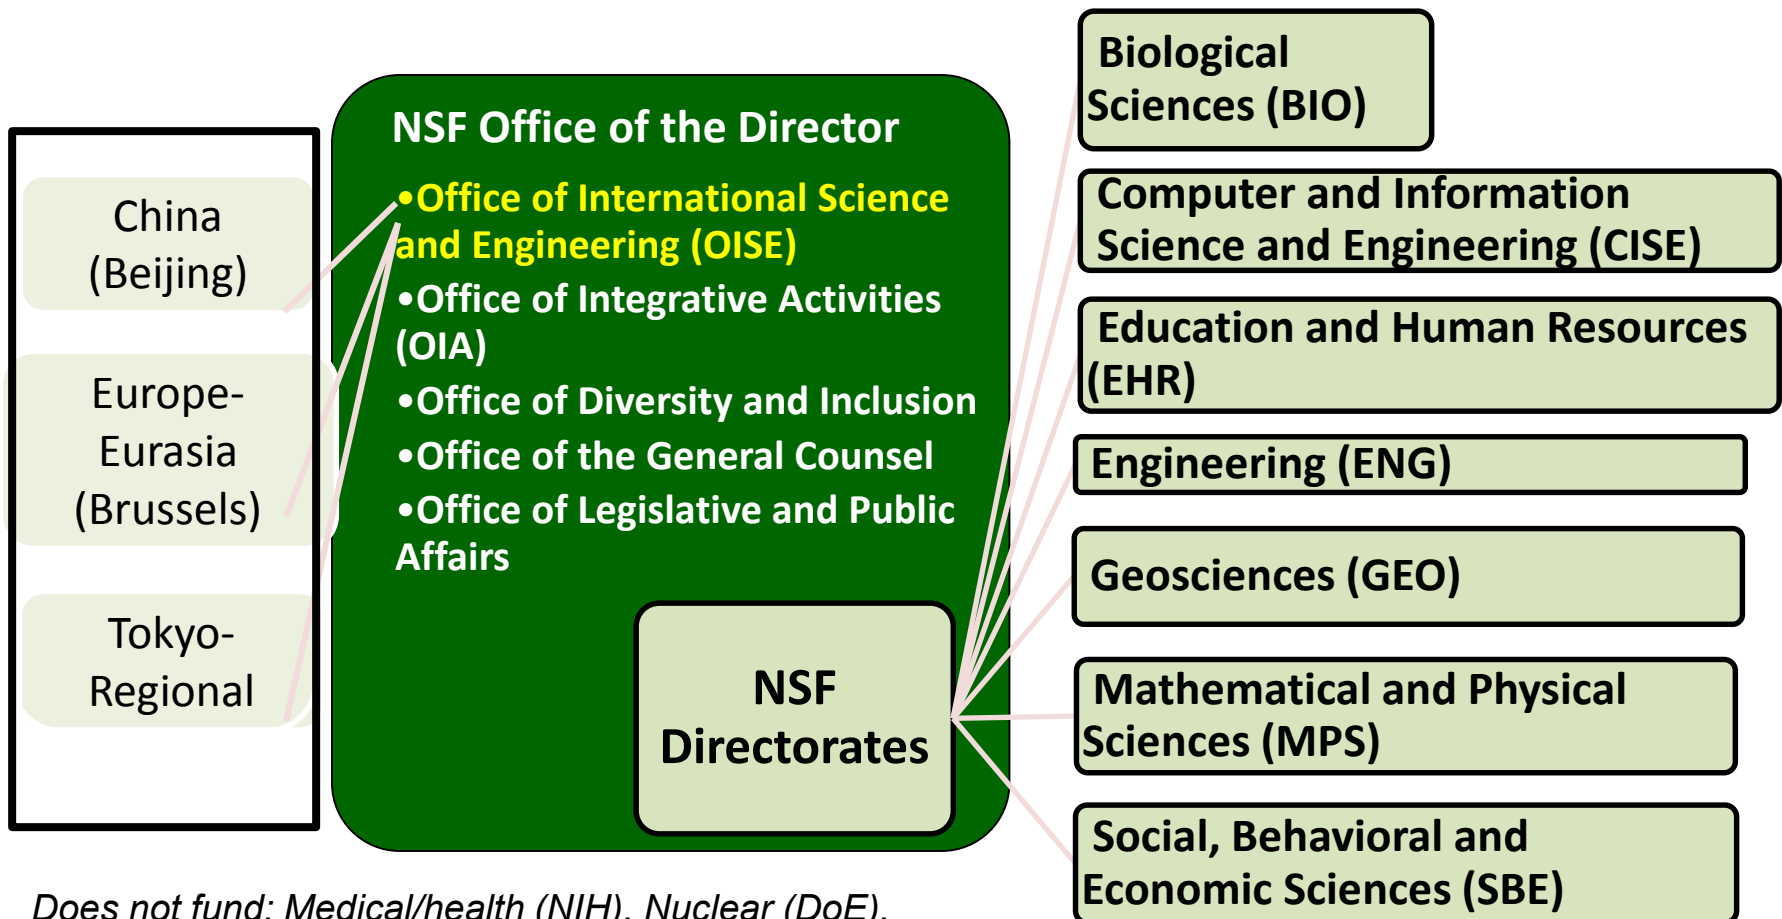 China
(Beijing)
Europe-
Eurasia
(Brussels)
Tokyo-
Regional
NSF Office of the Director
•Office of International Science
and Engineering (OISE)
•Office of Integrative Activities
(OIA)
•Office of Diversity and Inclusion
•Office of the General Counsel
•Office of Legislative and Public
Affairs
NSF
Directorates
Biological
Sciences (BIO)
Computer and Information
Science and Engineering (CISE)
Education and Human Resources
(EHR)
Engineering (ENG)
Geosciences (GEO)
Mathematical and Physical
Sciences (MPS)
Social, Behavioral and
Economic Sciences (SBE)
Does not fund: Medical/health (NIH), Nuclear (DoE),